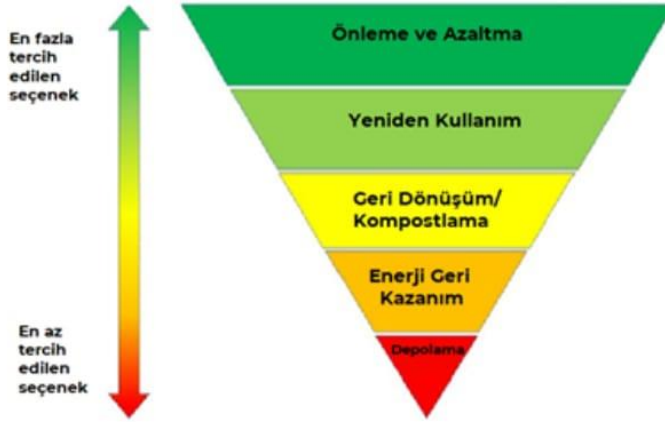 En fazla
tercih
edilen
seçenek
Önleme ve Azaltma
Yeniden Kullanım
Geri Dönüşüm/
Kompostlama
Enerji Geri
Kazanım
Depolama
En az
tercih
edilen
seçenek